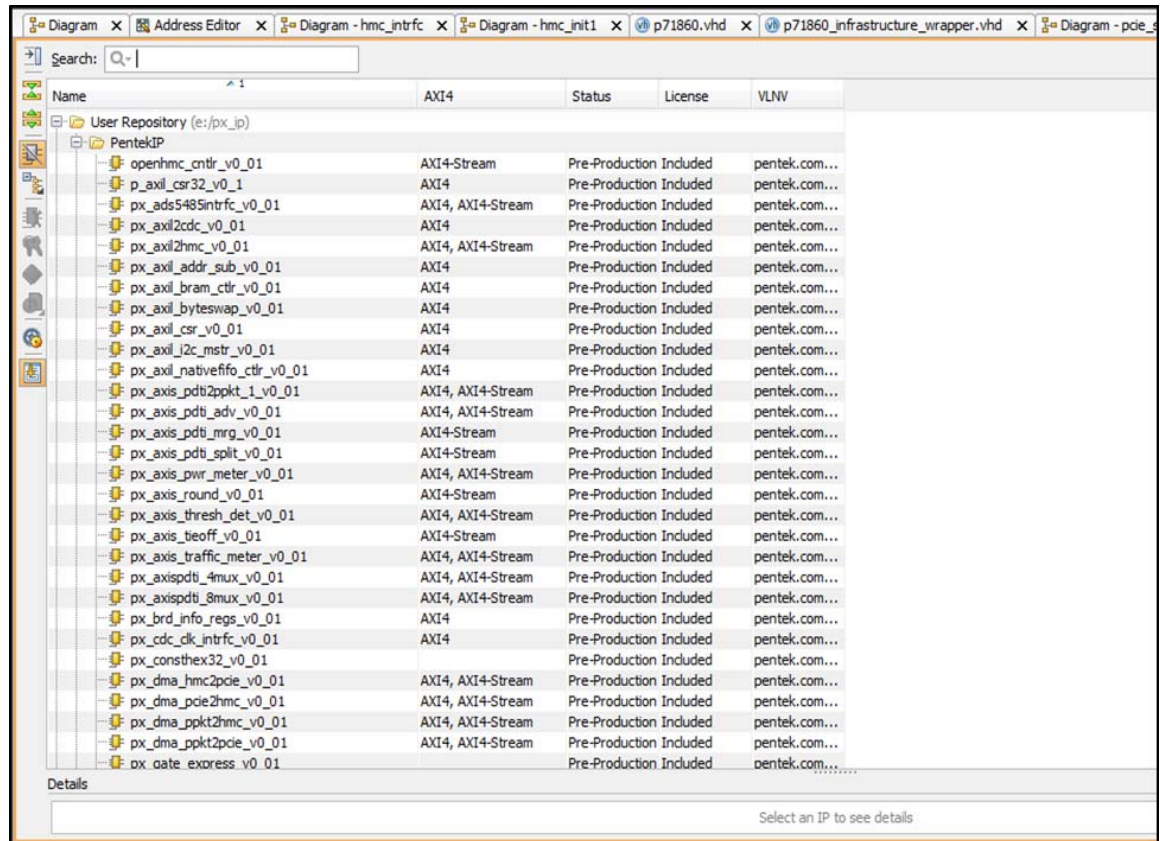 Diagram X Address Editor X Diagram - hmc_intrfc X Diagram - hmc_init1 X p71860.vhd X p71860_infrastructure_wrapper.vhd X Diagram - pcie_s
Search: Q-
Name 1 AXI4 Status License VLNV
User Repository (e:/px_ip)
PentekIP
openhmc_cntlr_v0_01 AXI4-Stream Pre-Production Included pentek.com...
p_axil_csr32_v0_1 AXI4 Pre-Production Included pentek.com...
px_ads5485intrfc_v0_01 AXI4, AXI4-Stream Pre-Production Included pentek.com...
px_axil2cdc_v0_01 AXI4 Pre-Production Included pentek.com...
px_axil2hmc_v0_01 AXI4, AXI4-Stream Pre-Production Included pentek.com...
px_axil_addr_sub_v0_01 AXI4 Pre-Production Included pentek.com...
px_axil_bram_ctlr_v0_01 AXI4 Pre-Production Included pentek.com...
px_axil_byteswap_v0_01 AXI4 Pre-Production Included pentek.com...
px_axil_csr_v0_01 AXI4 Pre-Production Included pentek.com...
px_axil_i2c_mstr_v0_01 AXI4 Pre-Production Included pentek.com...
px_axil_nativefifo_ctlr_v0_01 AXI4 Pre-Production Included pentek.com...
px_axis_pdti2ppkt_1_v0_01 AXI4, AXI4-Stream Pre-Production Included pentek.com...
px_axis_pdti_adv_v0_01 AXI4, AXI4-Stream Pre-Production Included pentek.com...
px_axis_pdti_mrg_v0_01 AXI4-Stream Pre-Production Included pentek.com...
px_axis_pdti_split_v0_01 AXI4-Stream Pre-Production Included pentek.com...
px_axis_pwr_meter_v0_01 AXI4, AXI4-Stream Pre-Production Included pentek.com...
px_axis_round_v0_01 AXI4-Stream Pre-Production Included pentek.com...
px_axis_thresh_det_v0_01 AXI4, AXI4-Stream Pre-Production Included pentek.com...
px_axis_tieoff_v0_01 AXI4-Stream Pre-Production Included pentek.com...
px_axis_traffic_meter_v0_01 AXI4, AXI4-Stream Pre-Production Included pentek.com...
px_axispdti_4mux_v0_01 AXI4, AXI4-Stream Pre-Production Included pentek.com...
px_axispdti_8mux_v0_01 AXI4, AXI4-Stream Pre-Production Included pentek.com...
px_brd_info_regs_v0_01 AXI4 Pre-Production Included pentek.com...
px_cdc_clk_intrfc_v0_01 AXI4 Pre-Production Included pentek.com...
px_consthex32_v0_01 Pre-Production Included pentek.com...
px_dma_hmc2pcie_v0_01 AXI4, AXI4-Stream Pre-Production Included pentek.com...
px_dma_pcie2hmc_v0_01 AXI4, AXI4-Stream Pre-Production Included pentek.com...
px_dma_ppkt2hmc_v0_01 AXI4, AXI4-Stream Pre-Production Included pentek.com...
px_dma_ppkt2pcie_v0_01 AXI4, AXI4-Stream Pre-Production Included pentek.com...
px_gate_express_v0_01 Pre-Production Included pentek.com...
Details
Select an IP to see details